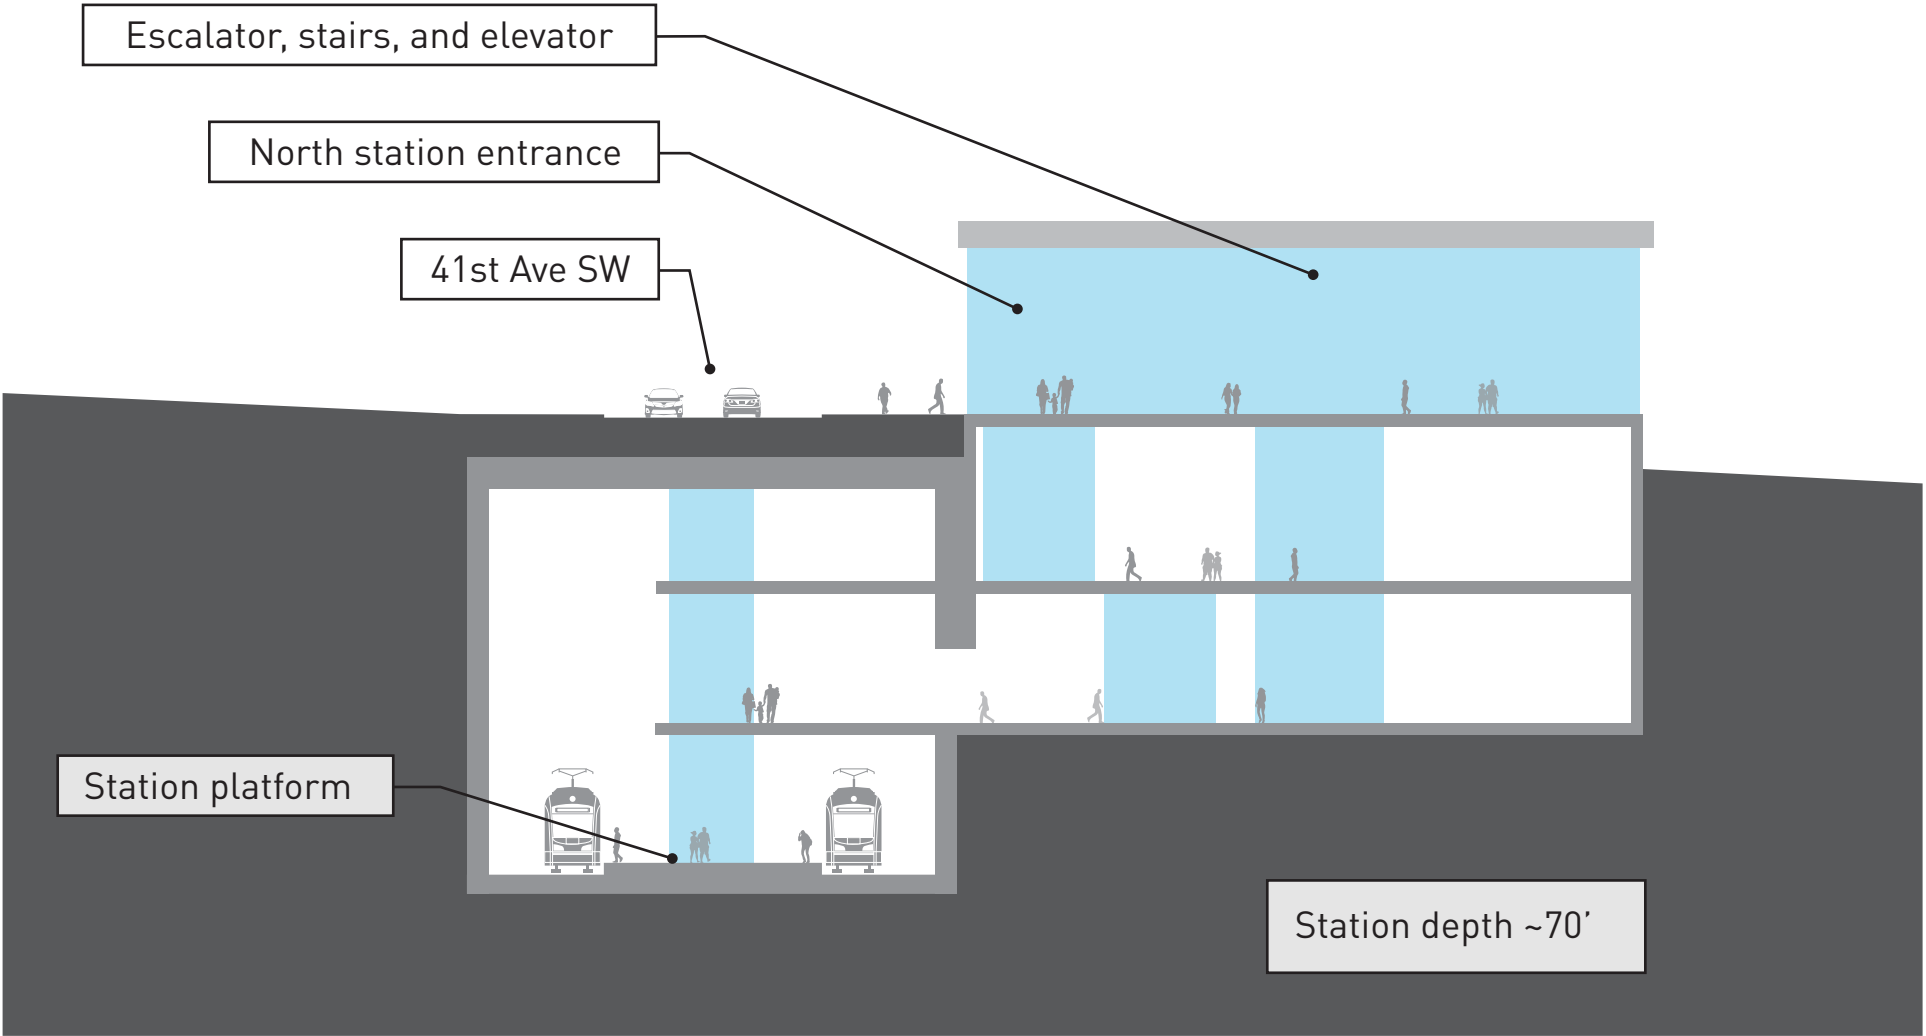 Escalator, stairs, and elevator
North station entrance
41st Ave SW
Station platform
Station depth ~70’